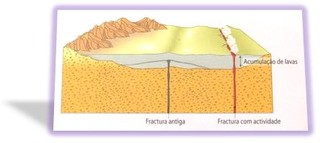 Acumulação de lavas
Fractura antiga
Fractura com actividade